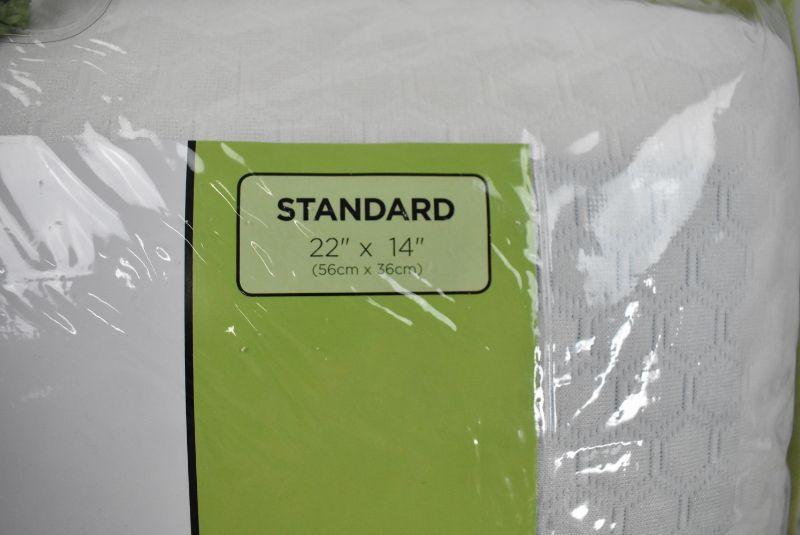 STANDARD
22" x 14"
(56cm x 36cm)